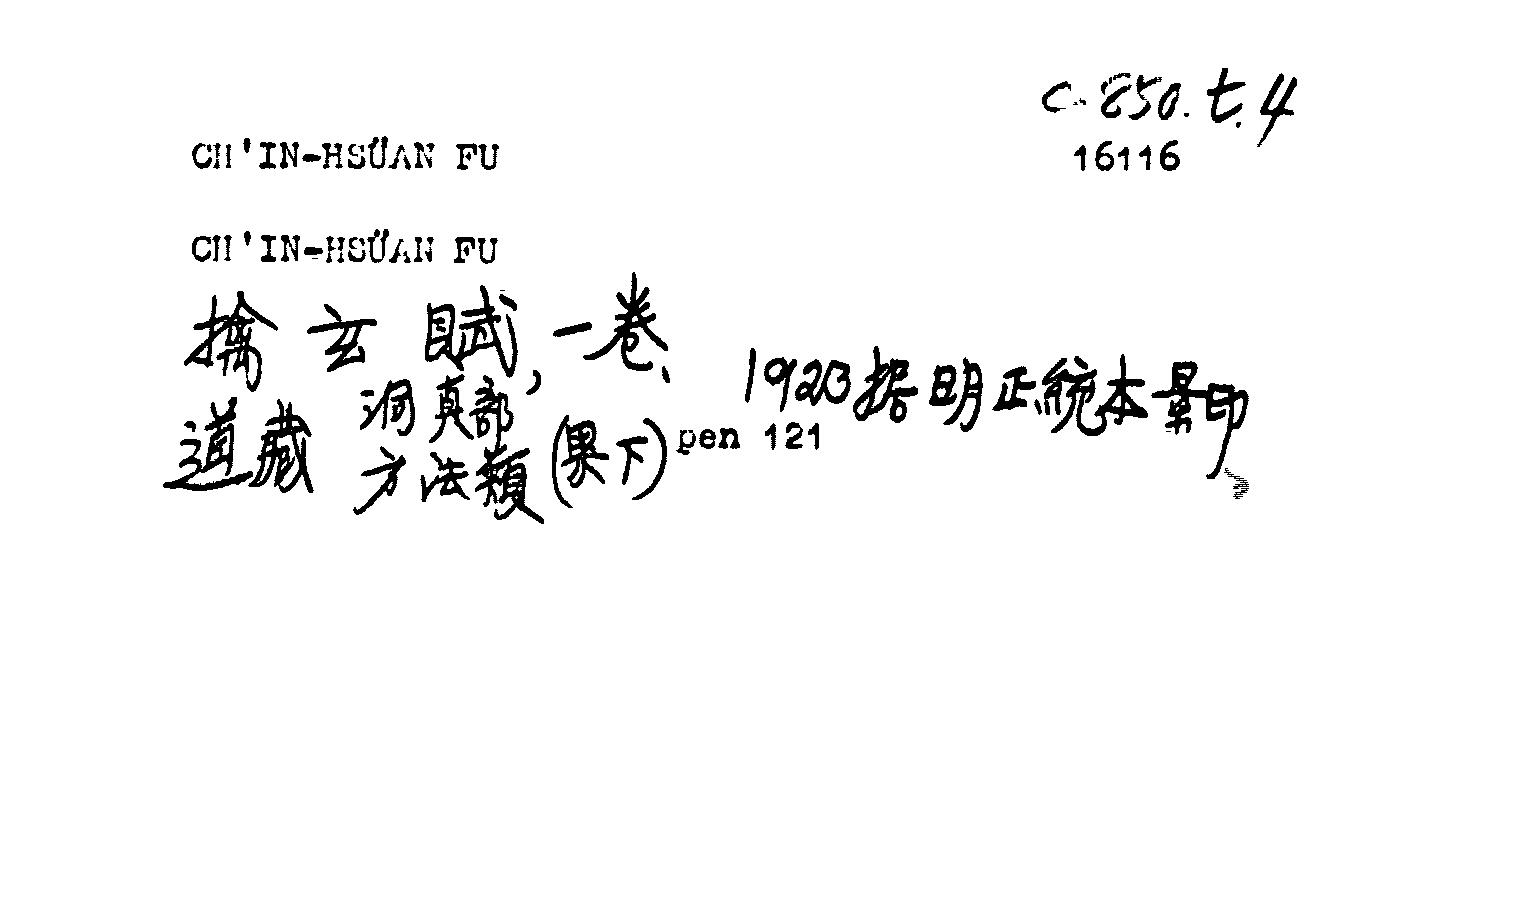 C. 850. t. 4
16116
CH'IN-HSÜAN FU
CH'IN-HSÜAN FU
擒玄賦, 一卷、
1923据明正統本景印
道藏 洞真部 方法類 (果下) pen 121